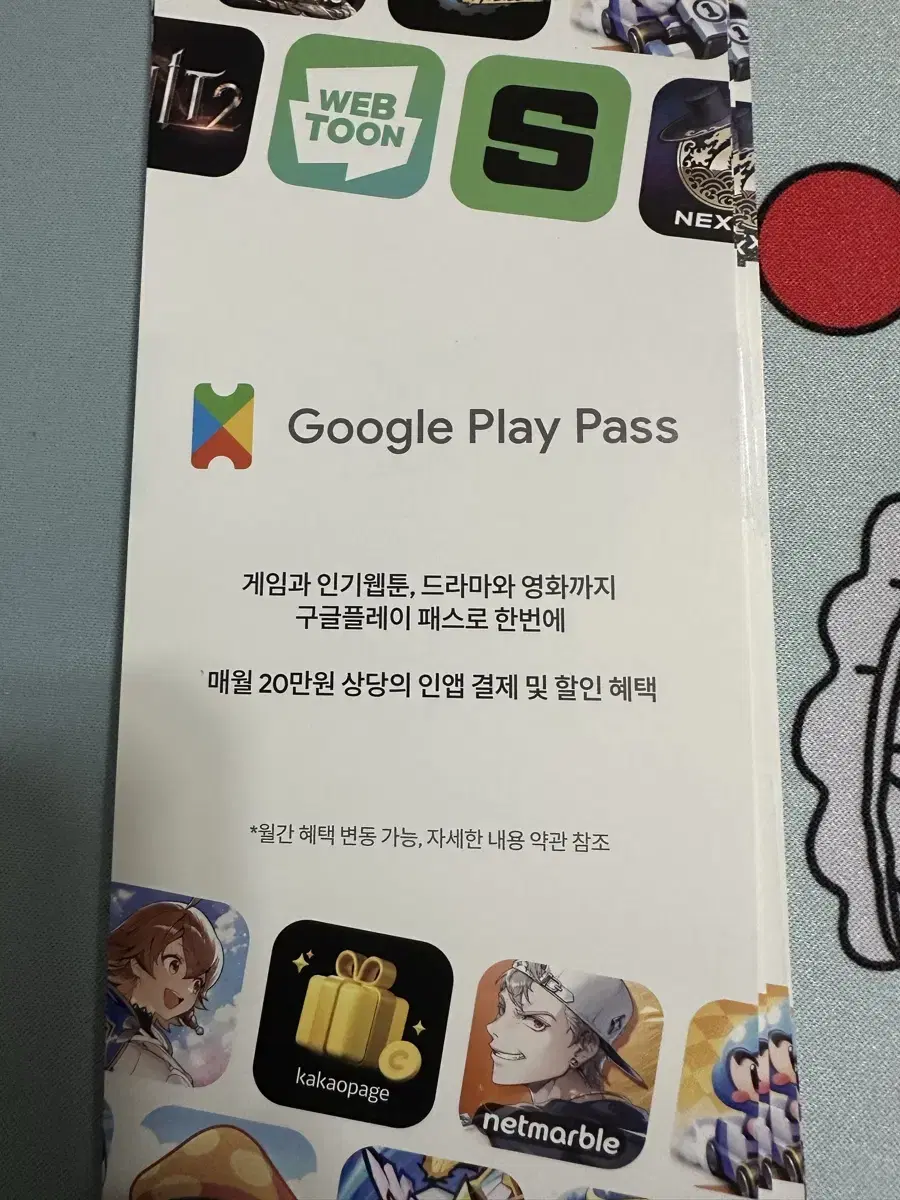 IT2
WEB
TOON
S
NEX
Google Play Pass
게임과 인기웹툰, 드라마와 영화까지
구글플레이 패스로 한번에
매월 20만원 상당의 인앱 결제 및 할인 혜택
*월간 혜택 변동 가능, 자세한 내용 약관 참조
kakaopage
netmarble